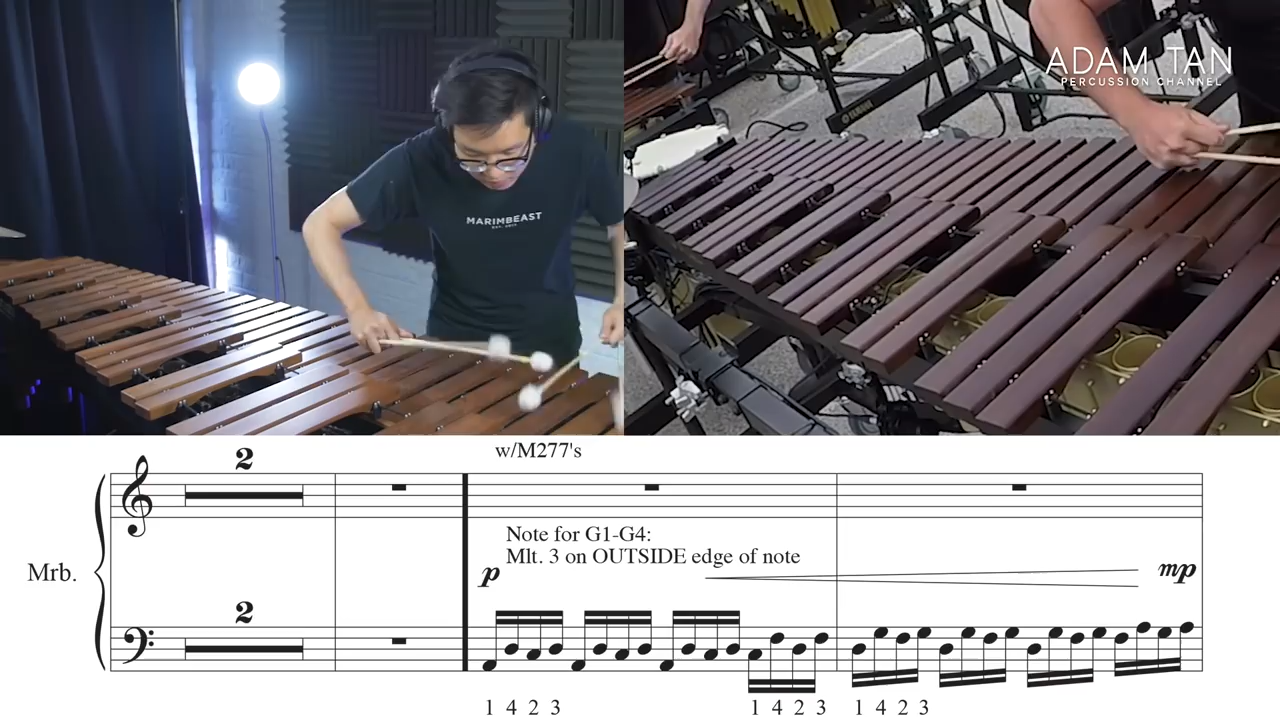 MARIMBEAST
ADAM TAN
PERCUSSION CHANNEL
YAMAHA
2
w/M277's
Note for G1-G4:
Mlt. 3 on OUTSIDE edge of note
Mrb.
p
mp
2
1 4 2 3
1 4 2 3
1 4 2 3